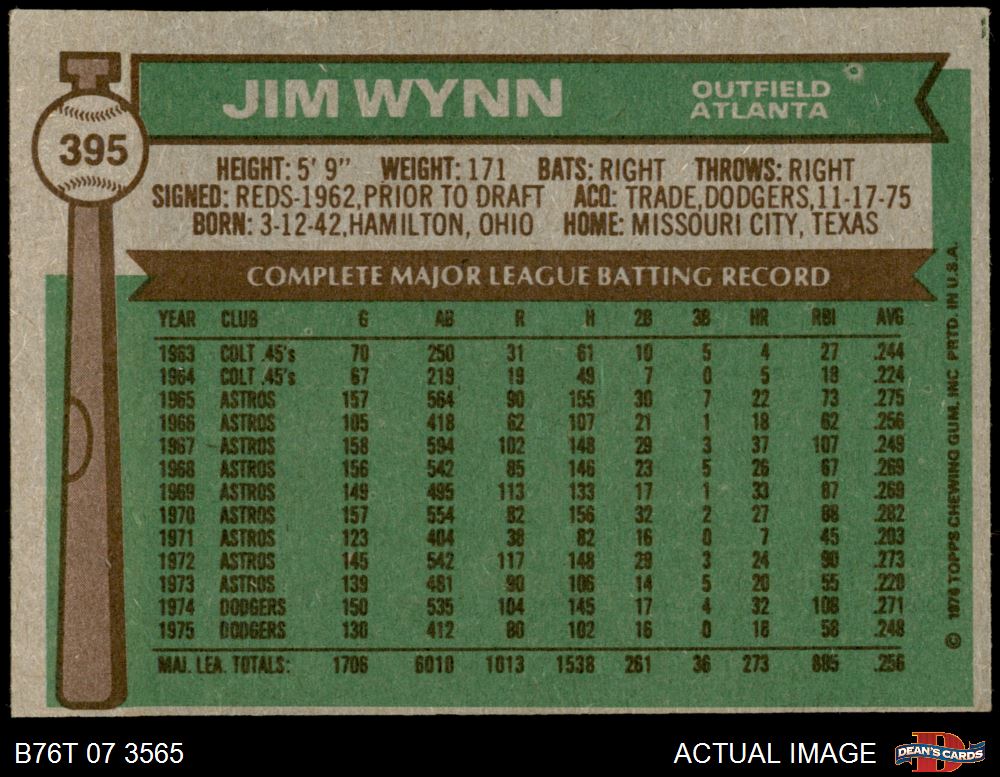 JIM WYNN
OUTFIELD
ATLANTA
395
HEIGHT: 5' 9" WEIGHT: 171 BATS: RIGHT THROWS: RIGHT
SIGNED: REDS-1962, PRIOR TO DRAFT ACQ: TRADE, DODGERS, 11-17-75
BORN: 3-12-42, HAMILTON, OHIO HOME: MISSOURI CITY, TEXAS
COMPLETE MAJOR LEAGUE BATTING RECORD
YEAR CLUB G AB R H 2B 3B HR RBI AVG
1963 COLT .45's 70 250 31 61 10 5 4 27 .244
1964 COLT .45's 67 219 19 49 7 0 5 18 .224
1965 ASTROS 157 564 90 155 30 7 22 73 .275
1966 ASTROS 105 418 62 107 21 1 18 62 .256
1967 ASTROS 158 594 102 148 29 3 37 107 .249
1968 ASTROS 156 542 85 146 23 5 26 67 .269
1969 ASTROS 149 495 113 133 17 1 33 87 .269
1970 ASTROS 157 554 82 156 32 2 27 88 .282
1971 ASTROS 123 404 38 82 16 0 7 45 .203
1972 ASTROS 145 542 117 148 29 3 24 90 .273
1973 ASTROS 139 481 90 106 14 5 20 55 .220
1974 DODGERS 150 535 104 145 17 4 32 108 .271
1975 DODGERS 130 412 80 102 16 0 18 58 .248
MAJ. LEA. TOTALS: 1706 6010 1013 1538 261 36 273 885 .256
© 1976 TOPPS CHEWING GUM, INC PRTD. IN U.S.A.
B76T 07 3565
ACTUAL IMAGE
D
DEAN'S CARDS